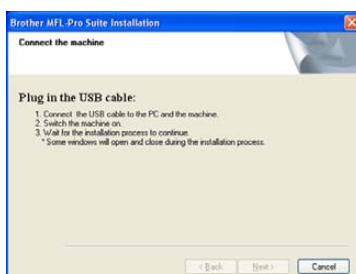 Brother MFL-Pro Suite Installation
Connect the machine
Plug in the USB cable:
1. Connect the USB cable to the PC and the machine.
2. Switch the machine on.
3. Wait for the installation process to continue.
* Some windows will open and close during the installation process.
< Back
Next >
Cancel